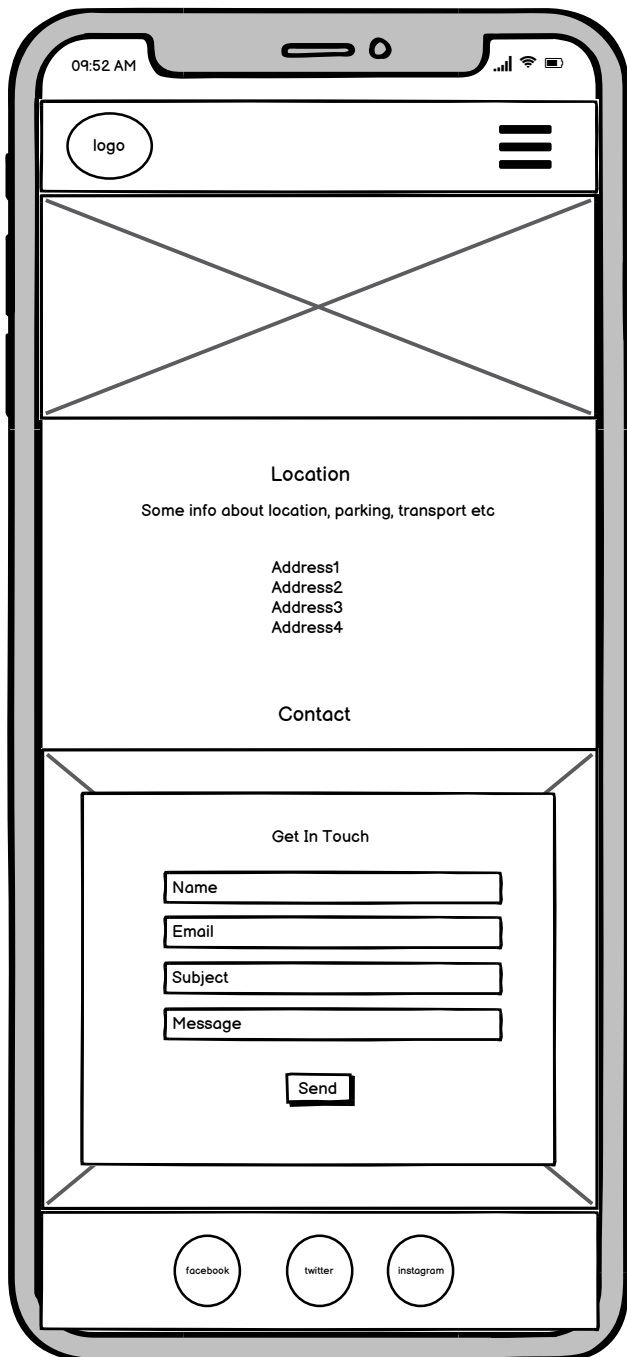 09:52 AM
logo
Location
Some info about location, parking, transport etc
Address1
Address2
Address3
Address4
Contact
Get In Touch
Name
Email
Subject
Message
Send
facebook twitter instagram